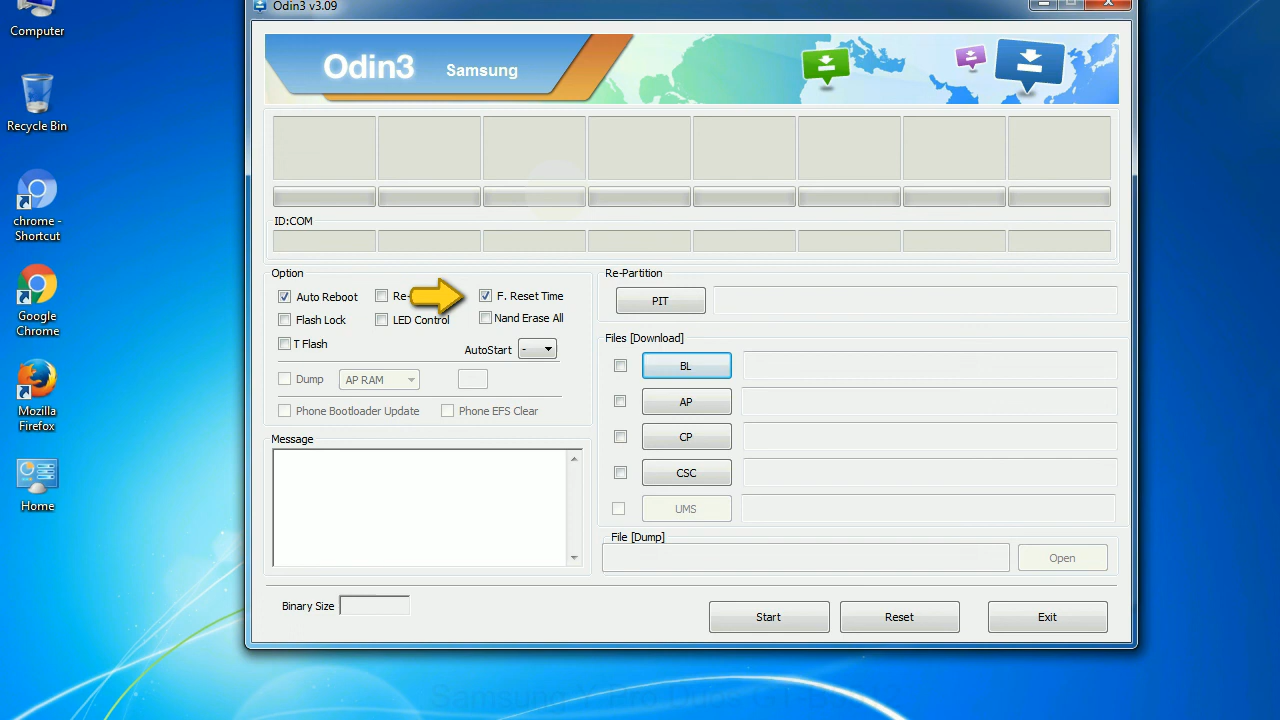 Computer
Recycle Bin
chrome -
Shortcut
Google
Chrome
Mozilla
Firefox
Home
Odin3 v3.09
Odin3 Samsung
ID:COM
Option
Auto Reboot
F. Reset Time
Flash Lock
LED Control
Nand Erase All
T Flash
AutoStart -
Dump AP RAM
Phone Bootloader Update
Phone EFS Clear
Message
Re-Partition
PIT
Files [Download]
BL
AP
CP
CSC
UMS
File [Dump]
Open
Binary Size
Start
Reset
Exit
Samsung